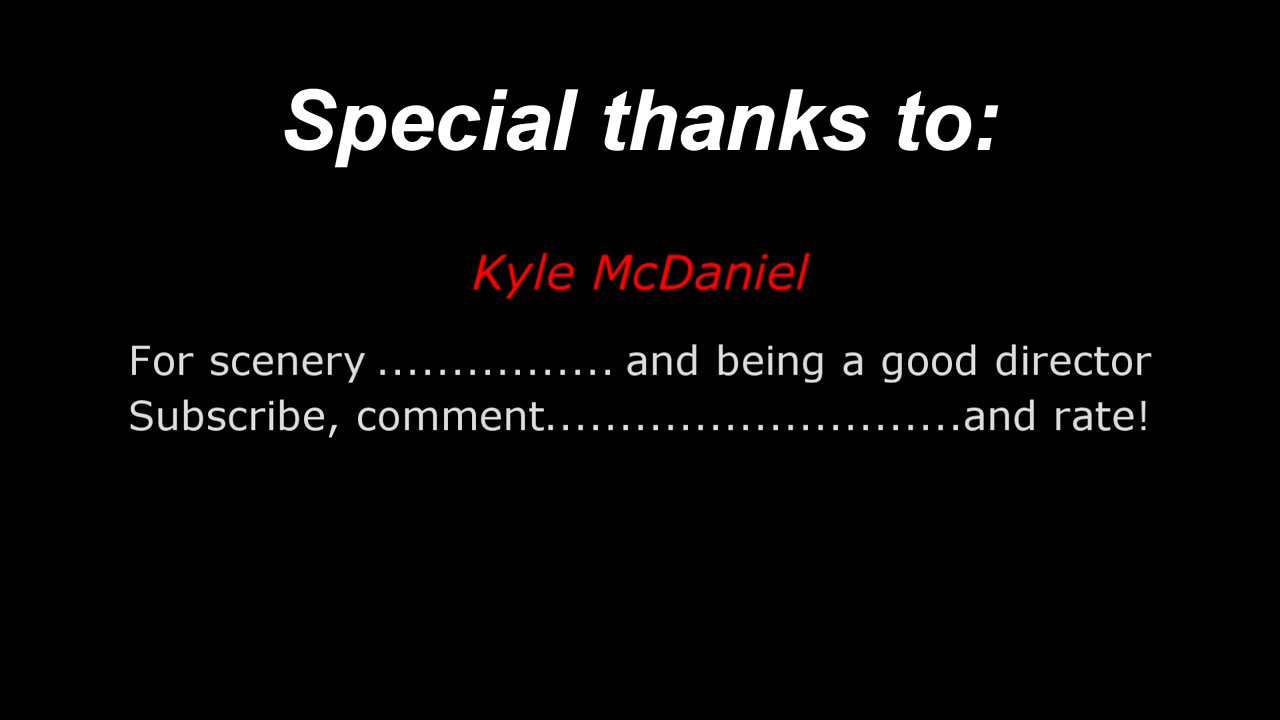 Special thanks to:
Kyle McDaniel
For scenery ................ and being a good director
Subscribe, comment............................and rate!